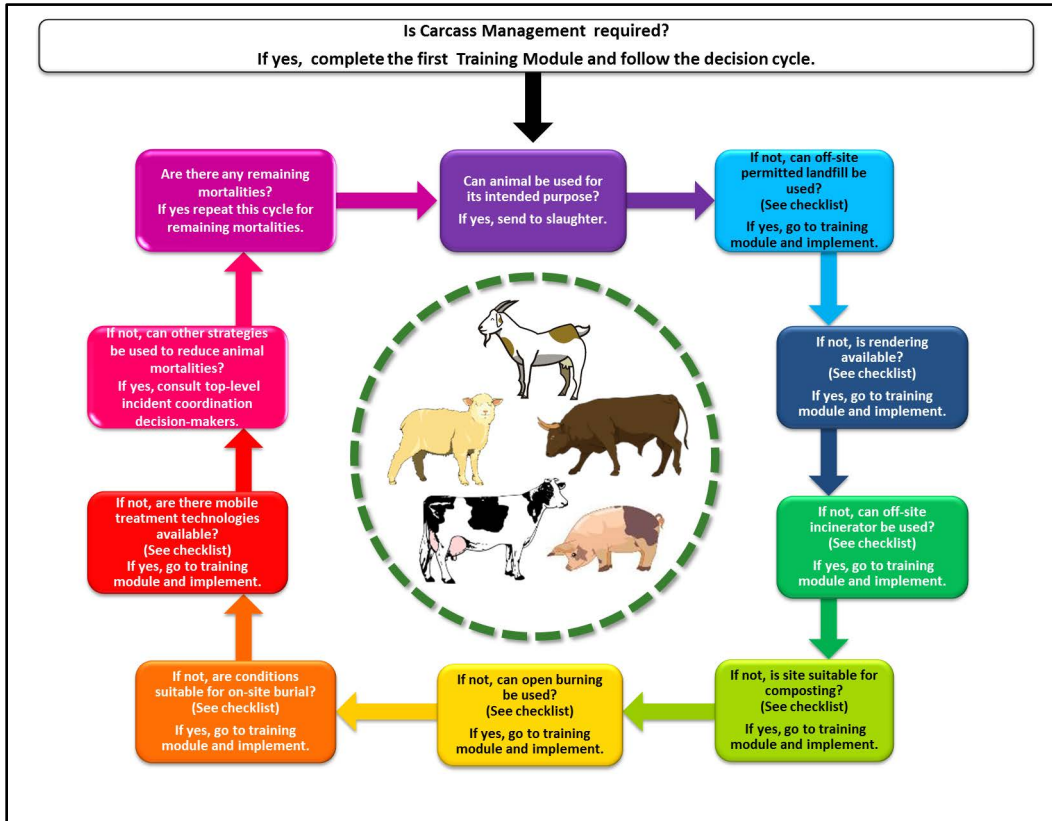 Is Carcass Management required?
If yes, complete the first Training Module and follow the decision cycle.
Can animal be used for
its intended purpose?
If yes, send to slaughter.
If not, can off-site
permitted landfill be
used?
(See checklist)
If yes, go to training
module and implement.
If not, is rendering
available?
(See checklist)
If yes, go to training
module and implement.
If not, can off-site
incinerator be used?
(See checklist)
If yes, go to training
module and implement.
If not, is site suitable for
composting?
(See checklist)
If yes, go to training
module and implement.
If not, can open burning
be used?
(See checklist)
If yes, go to training
module and implement.
If not, are conditions
suitable for on-site burial?
(See checklist)
If yes, go to training
module and implement.
If not, are there mobile
treatment technologies
available?
(See checklist)
If yes, go to training
module and implement.
If not, can other strategies
be used to reduce animal
mortalities?
If yes, consult top-level
incident coordination
decision-makers.
Are there any remaining
mortalities?
If yes repeat this cycle for
remaining mortalities.